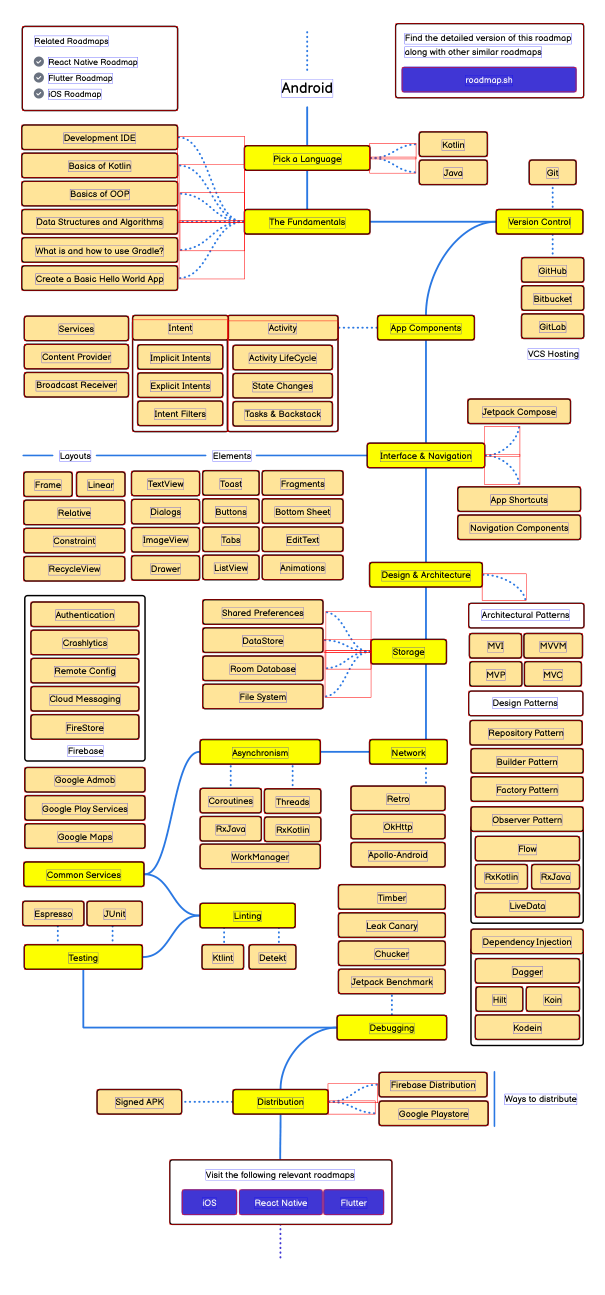 Related Roadmaps
React Native Roadmap
Flutter Roadmap
iOS Roadmap
Android
Find the detailed version of this roadmap
along with other similar roadmaps
roadmap.sh
Pick a Language
Kotlin
Java
Development IDE
Basics of Kotlin
Basics of OOP
Data Structures and Algorithms
What is and how to use Gradle?
Create a Basic Hello World App
The Fundamentals
Version Control
Git
GitHub
Bitbucket
GitLab
VCS Hosting
Services
Content Provider
Broadcast Receiver
Intent
Implicit Intents
Explicit Intents
Intent Filters
Activity
Activity LifeCycle
State Changes
Tasks & Backstack
App Components
Jetpack Compose
Interface & Navigation
App Shortcuts
Navigation Components
Layouts
Frame
Linear
Relative
Constraint
RecycleView
Elements
TextView
Toast
Fragments
Dialogs
Buttons
Bottom Sheet
ImageView
Tabs
EditText
Drawer
ListView
Animations
Design & Architecture
Architectural Patterns
MVI
MVVM
MVP
MVC
Design Patterns
Repository Pattern
Builder Pattern
Factory Pattern
Observer Pattern
Flow
RxKotlin
RxJava
LiveData
Dependency Injection
Dagger
Hilt
Koin
Kodein
Shared Preferences
DataStore
Room Database
File System
Storage
Authentication
Crashlytics
Remote Config
Cloud Messaging
FireStore
Firebase
Google Admob
Google Play Services
Google Maps
Common Services
Asynchronism
Coroutines
Threads
RxJava
RxKotlin
WorkManager
Network
Retro
OkHttp
Apollo-Android
Espresso
JUnit
Testing
Linting
Ktlint
Detekt
Timber
Leak Canary
Chucker
Jetpack Benchmark
Debugging
Signed APK
Distribution
Firebase Distribution
Google Playstore
Ways to distribute
Visit the following relevant roadmaps
iOS
React Native
Flutter